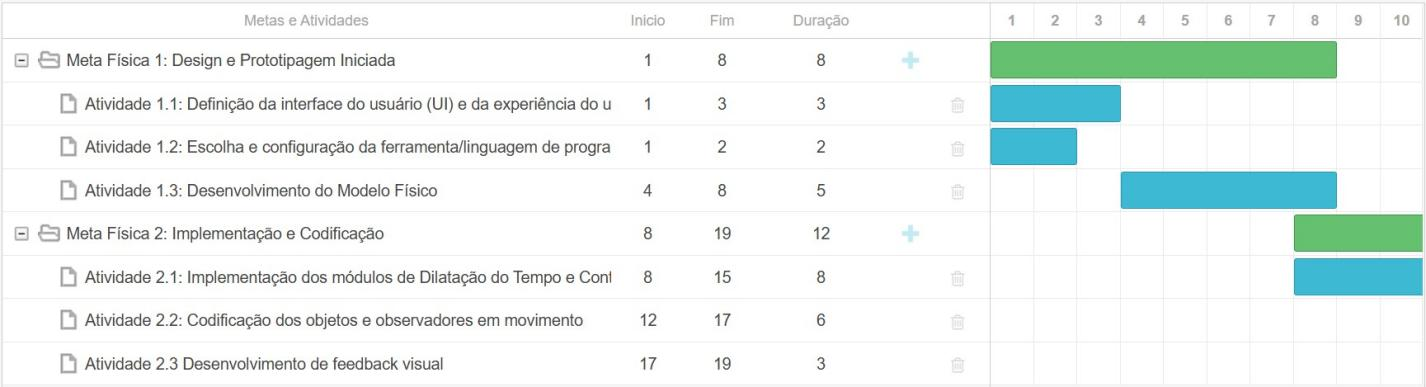 Metas e Atividades Inicio Fim Duração 1 2 3 4 5 6 7 8 9 10
Meta Física 1: Design e Prototipagem Iniciada 1 8 8
Atividade 1.1: Definição da interface do usuário (UI) e da experiência do u 1 3 3
Atividade 1.2: Escolha e configuração da ferramenta/linguagem de progra 1 2 2
Atividade 1.3: Desenvolvimento do Modelo Físico 4 8 5
Meta Física 2: Implementação e Codificação 8 19 12
Atividade 2.1: Implementação dos módulos de Dilatação do Tempo e Cont 8 15 8
Atividade 2.2: Codificação dos objetos e observadores em movimento 12 17 6
Atividade 2.3 Desenvolvimento de feedback visual 17 19 3